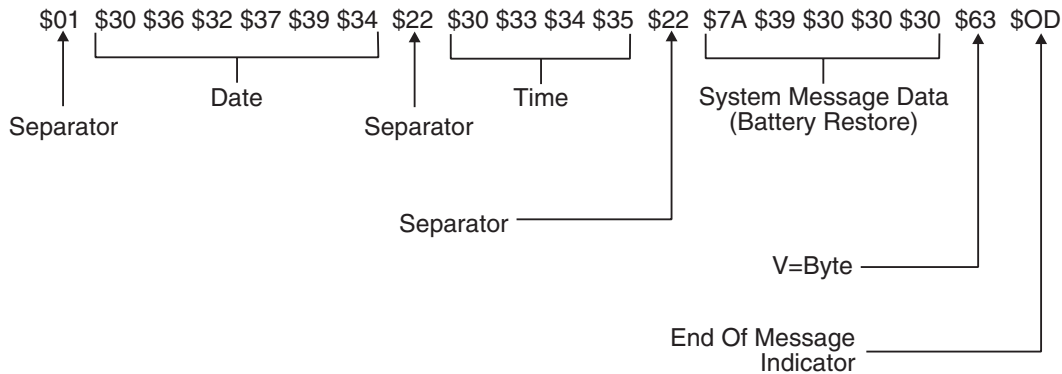 $01 $30 $36 $32 $37 $39 $34 $22 $30 $33 $34 $35 $22 $7A $39 $30 $30 $30 $63 $OD
Date
Time
System Message Data
(Battery Restore)
Separator
Separator
Separator
V=Byte
End Of Message
Indicator